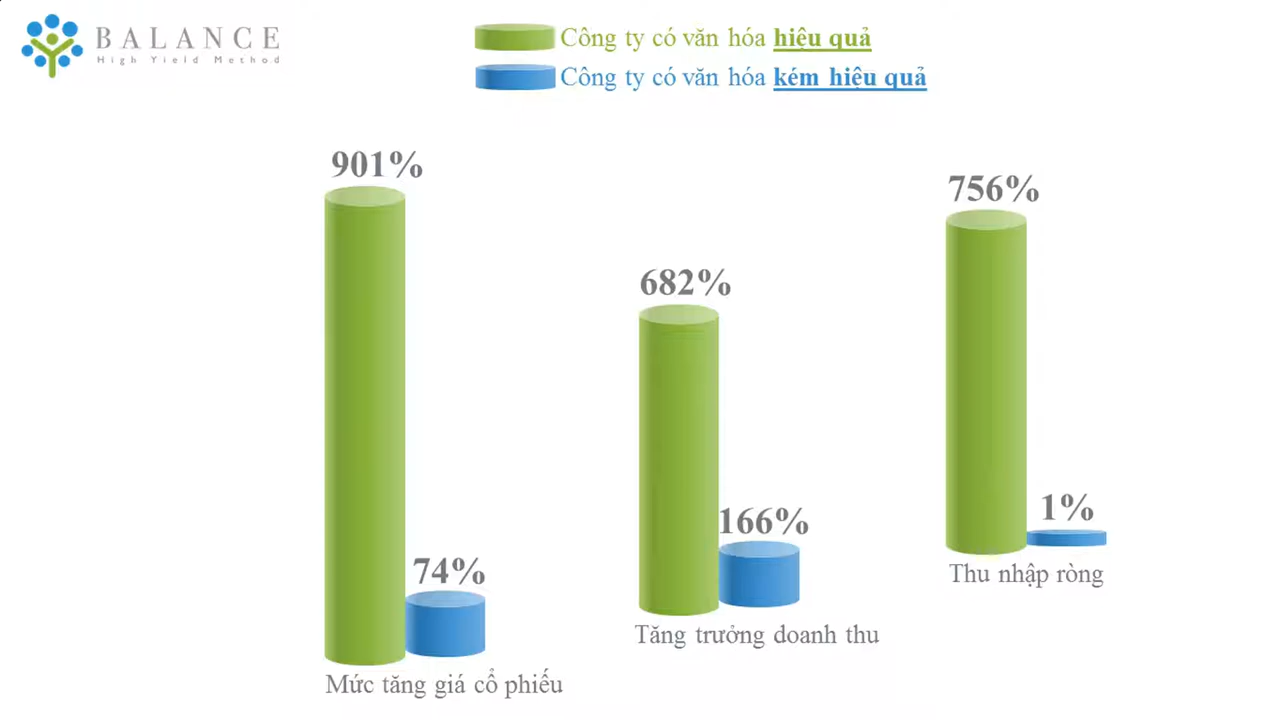 BALANCE
High Yield Method
Công ty có văn hóa hiệu quả
Công ty có văn hóa kém hiệu quả
901%
74%
Mức tăng giá cổ phiếu
682%
166%
Tăng trưởng doanh thu
756%
1%
Thu nhập ròng